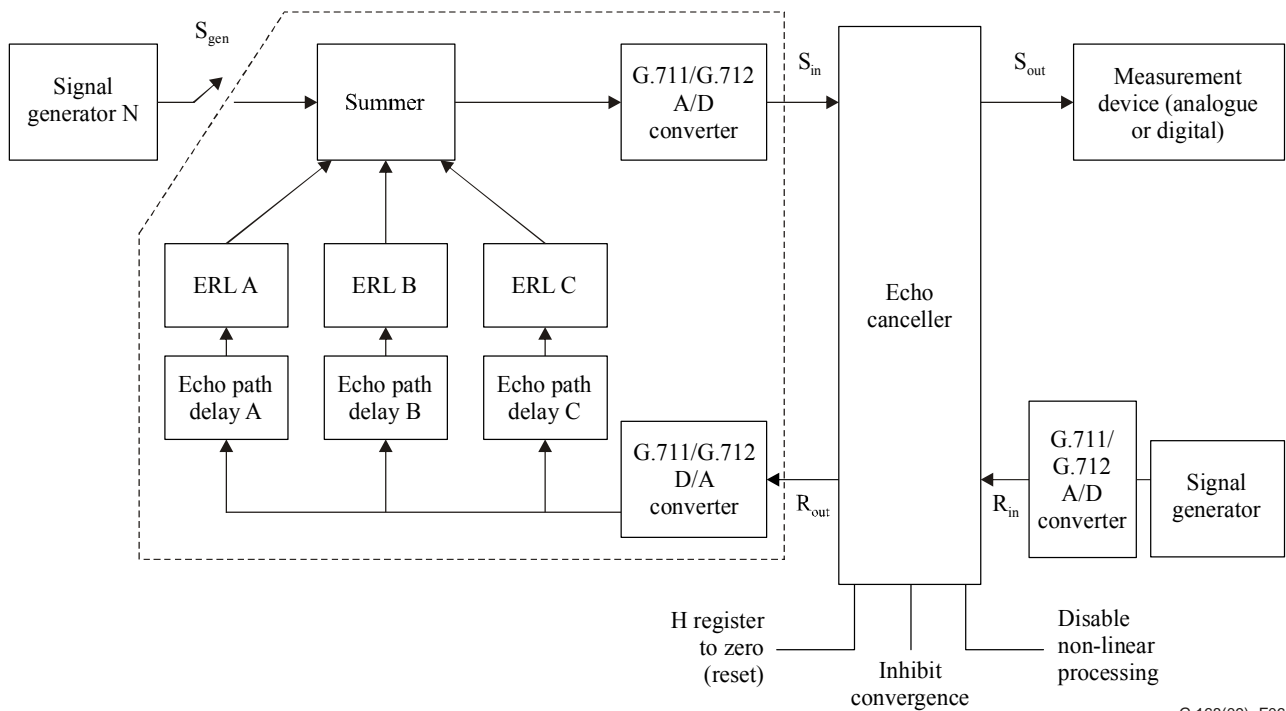 S_gen
Signal
generator N
Summer
G.711/G.712
A/D
converter
S_in
S_out
Measurement
device (analogue
or digital)
ERL A
ERL B
ERL C
Echo
canceller
Echo path
delay A
Echo path
delay B
Echo path
delay C
G.711/G.712
D/A
converter
R_out
R_in
G.711/
G.712
A/D
converter
Signal
generator
H register
to zero
(reset)
Inhibit
convergence
Disable
non-linear
processing